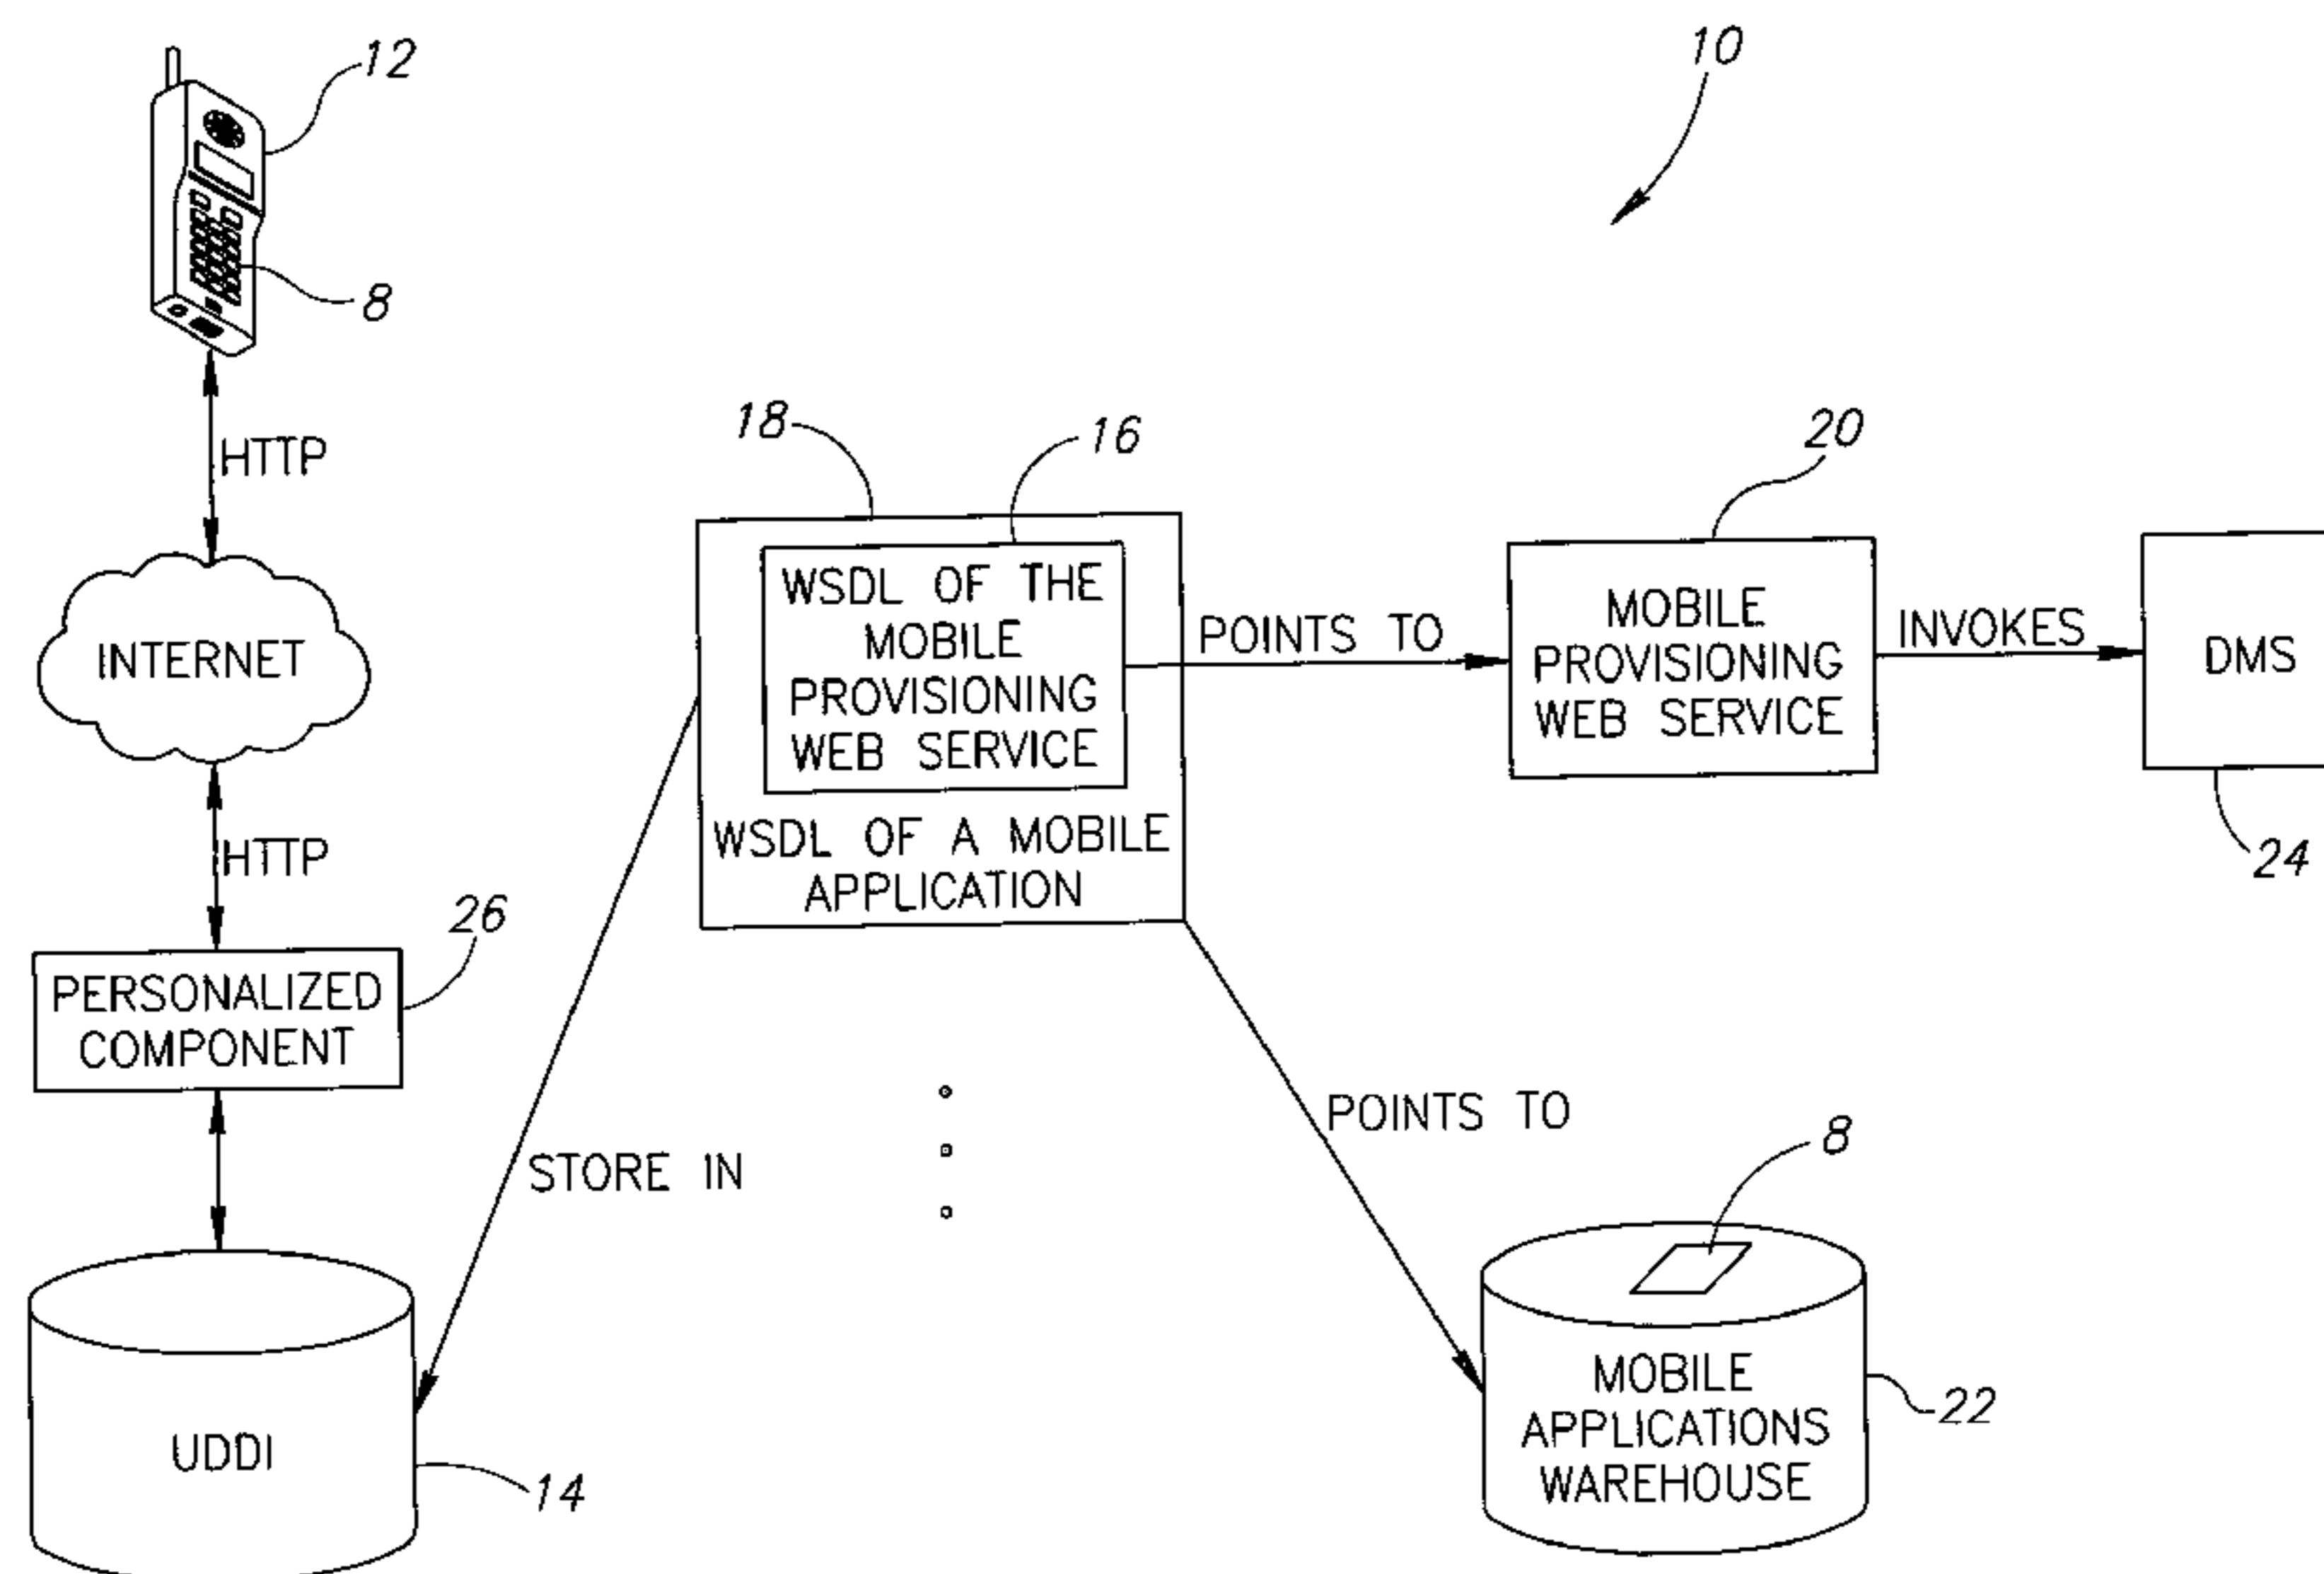 12
10
8
HTTP
18
16
20
INTERNET
WSDL OF THE
MOBILE
PROVISIONING
WEB SERVICE
WSDL OF A MOBILE
APPLICATION
POINTS TO
MOBILE
PROVISIONING
WEB SERVICE
INVOKES
DMS
24
HTTP
26
PERSONALIZED
COMPONENT
STORE IN
POINTS TO
8
UDDI
14
MOBILE
APPLICATIONS
WAREHOUSE
22